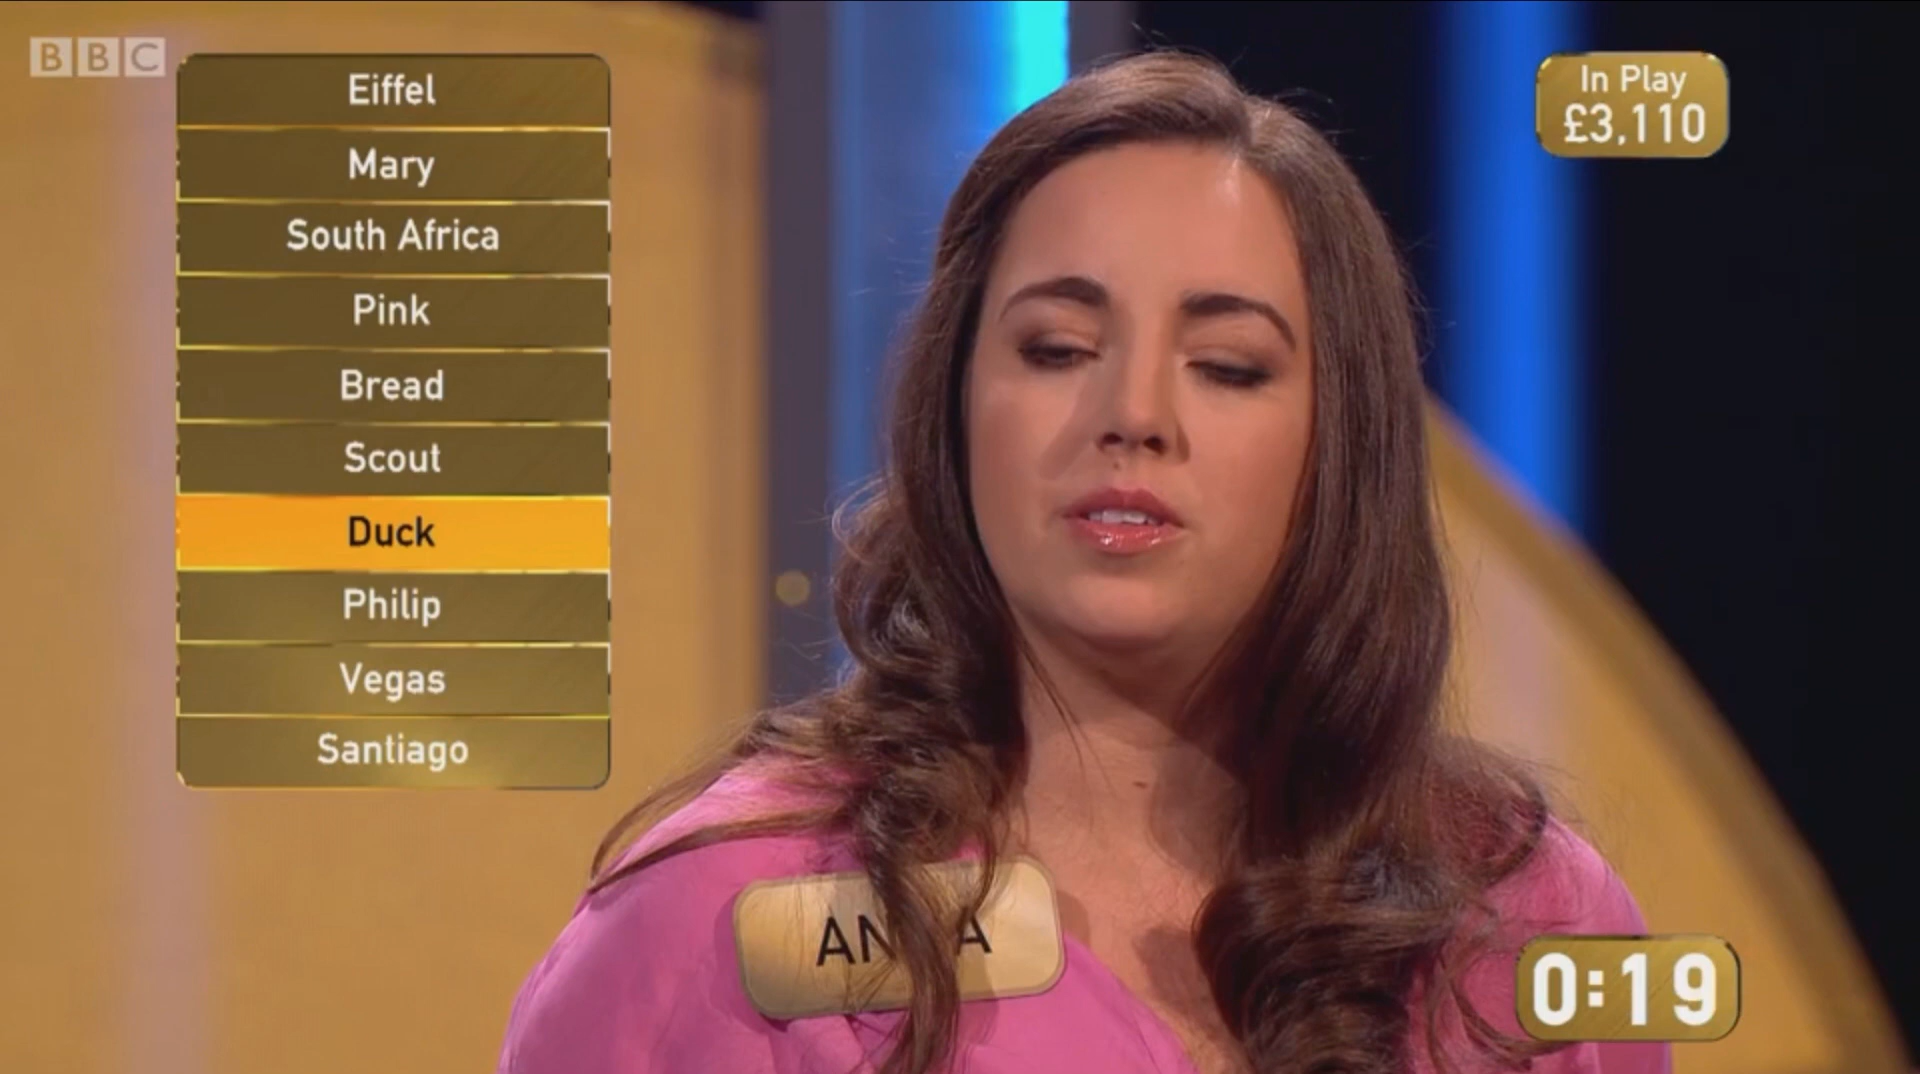 BBC
Eiffel
Mary
South Africa
Pink
Bread
Scout
Duck
Philip
Vegas
Santiago
In Play
£3,110
0:19